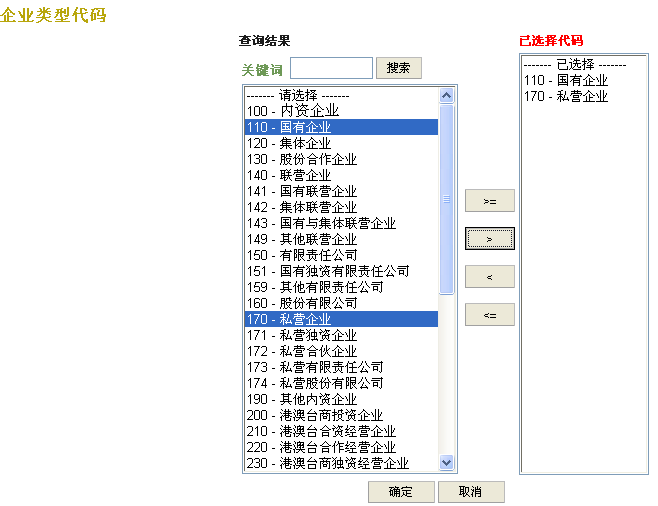 企业类型代码
查询结果
关键词
搜索
------- 请选择 -------
100 - 内资企业
110 - 国有企业
120 - 集体企业
130 - 股份合作企业
140 - 联营企业
141 - 国有联营企业
142 - 集体联营企业
143 - 国有与集体联营企业
149 - 其他联营企业
150 - 有限责任公司
151 - 国有独资有限责任公司
159 - 其他有限责任公司
160 - 股份有限公司
170 - 私营企业
171 - 私营独资企业
172 - 私营合伙企业
173 - 私营有限责任公司
174 - 私营股份有限公司
190 - 其他内资企业
200 - 港澳台商投资企业
210 - 港澳台合资经营企业
220 - 港澳台合作经营企业
230 - 港澳台商独资经营企业
>=
>
<
<=
已选择代码
------- 已选择 -------
110 - 国有企业
170 - 私营企业
确定
取消